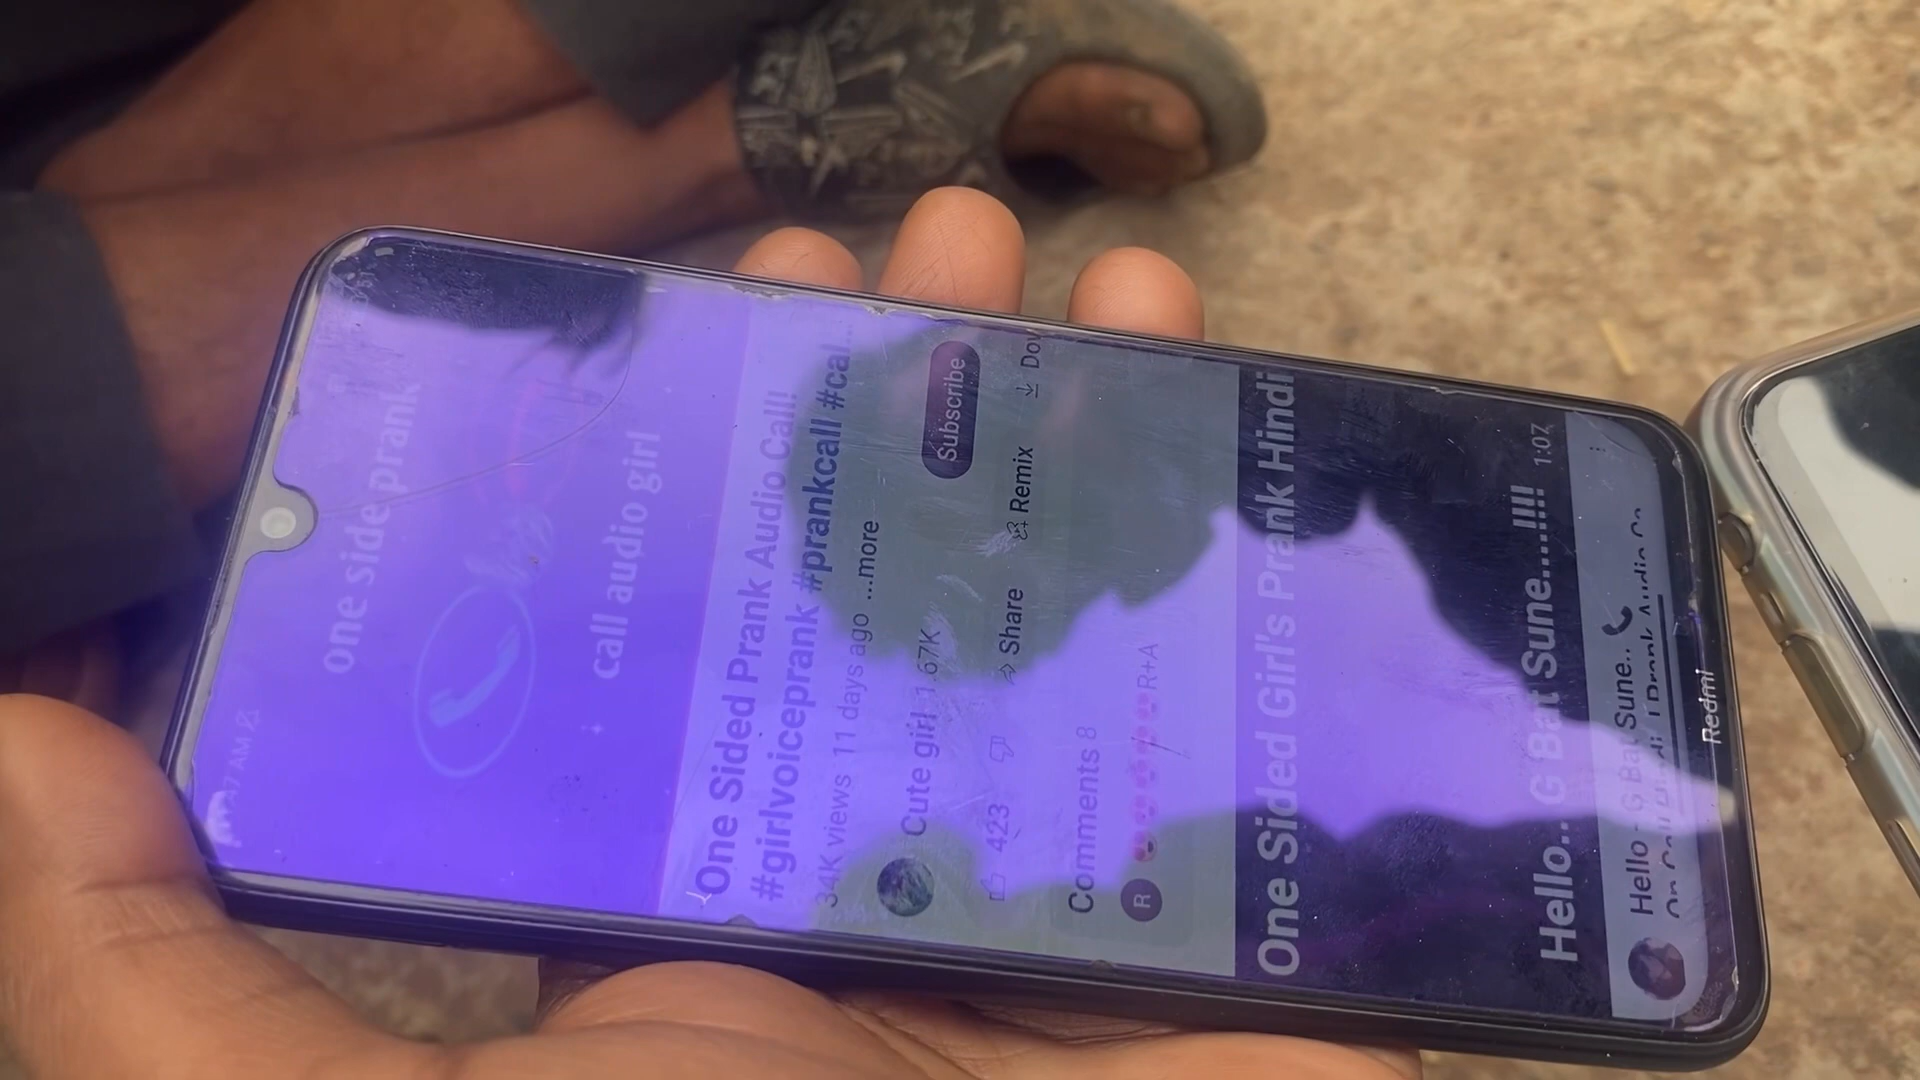 one side prank
call audio girl
One Sided Prank Audio Call!
#girlvoiceprank #prankcall #cal...
34K views 11 days ago ...more
Cute girl 1.67K
Subscribe
423
Share
Remix
Comments 8
R
R+A
One Sided Girl's Prank Hindi
Hello... G Bat Sune.....!!!
1:07
Hello
Sune..
Redmi